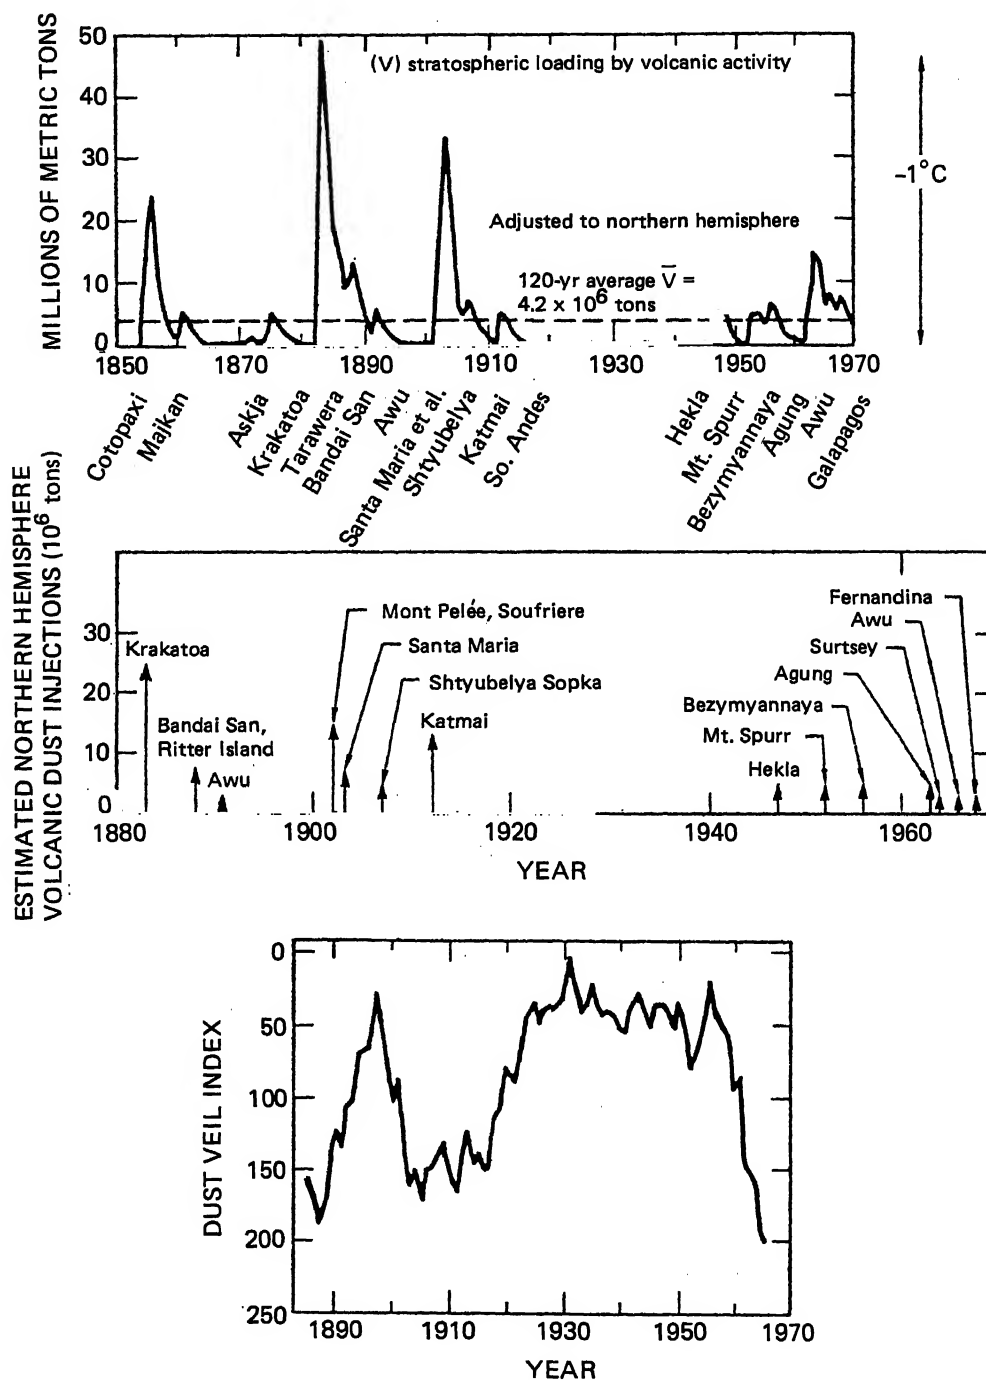 MILLIONS OF METRIC TONS
50
40
30
20
10
0
(V) stratospheric loading by volcanic activity
Adjusted to northern hemisphere
120-yr average V̅ =
4.2 x 10⁶ tons
–1°C
1850 1870 1890 1910 1930 1950 1970
Cotopaxi
Majkan
Askja
Krakatoa
Tarawera
Bandai San
Awu
Santa Maria et al.
Shtyubelya
Katmai
So. Andes
Hekla
Mt. Spurr
Bezymyannaya
Āgung
Awu
Galapagos
ESTIMATED NORTHERN HEMISPHERE
VOLCANIC DUST INJECTIONS (10⁶ tons)
30
20
10
0
Krakatoa
Bandai San,
Ritter Island
Awu
Mont Pelée, Soufriere
Santa Maria
Shtyubelya Sopka
Katmai
Fernandina
Awu
Surtsey
Agung
Bezymyannaya
Mt. Spurr
Hekla
1880 1900 1920 1940 1960
YEAR
DUST VEIL INDEX
0
50
100
150
200
250
1890 1910 1930 1950 1970
YEAR